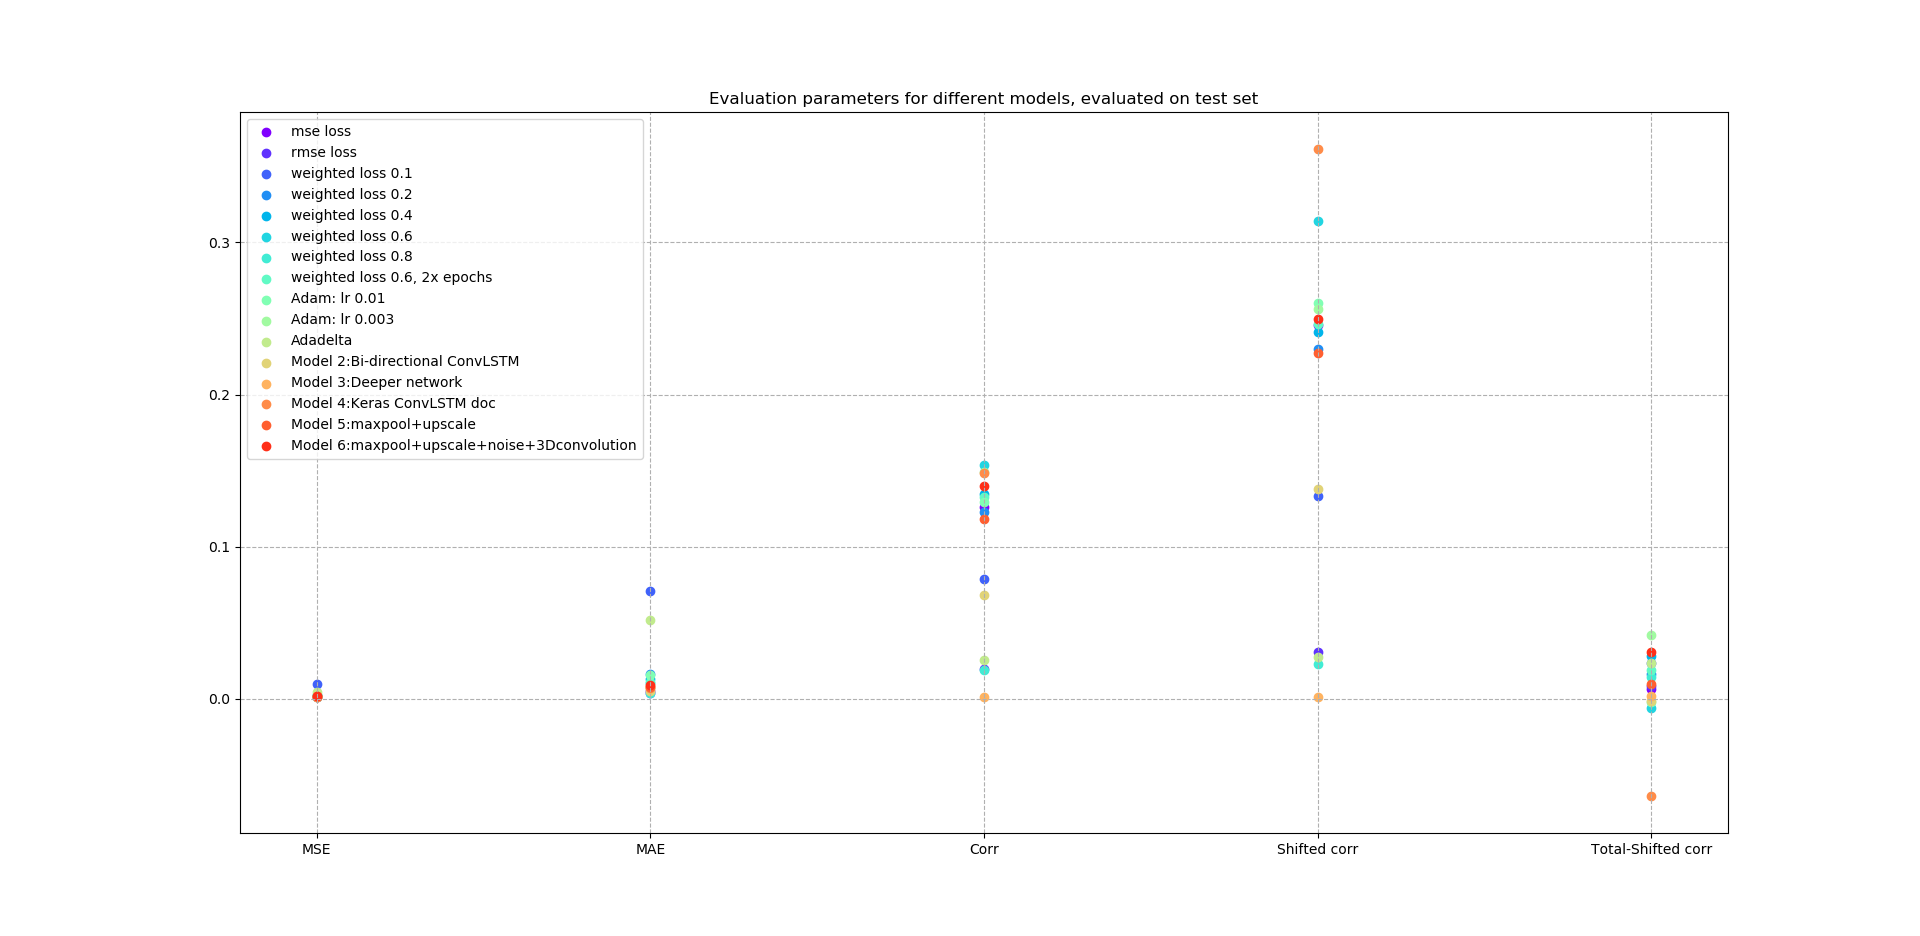 Evaluation parameters for different models, evaluated on test set
mse loss
rmse loss
weighted loss 0.1
weighted loss 0.2
weighted loss 0.4
weighted loss 0.6
weighted loss 0.8
weighted loss 0.6, 2x epochs
Adam: lr 0.01
Adam: lr 0.003
Adadelta
Model 2:Bi-directional ConvLSTM
Model 3:Deeper network
Model 4:Keras ConvLSTM doc
Model 5:maxpool+upscale
Model 6:maxpool+upscale+noise+3Dconvolution
0.3
0.2
0.1
0.0
MSE MAE Corr Shifted corr Total-Shifted corr